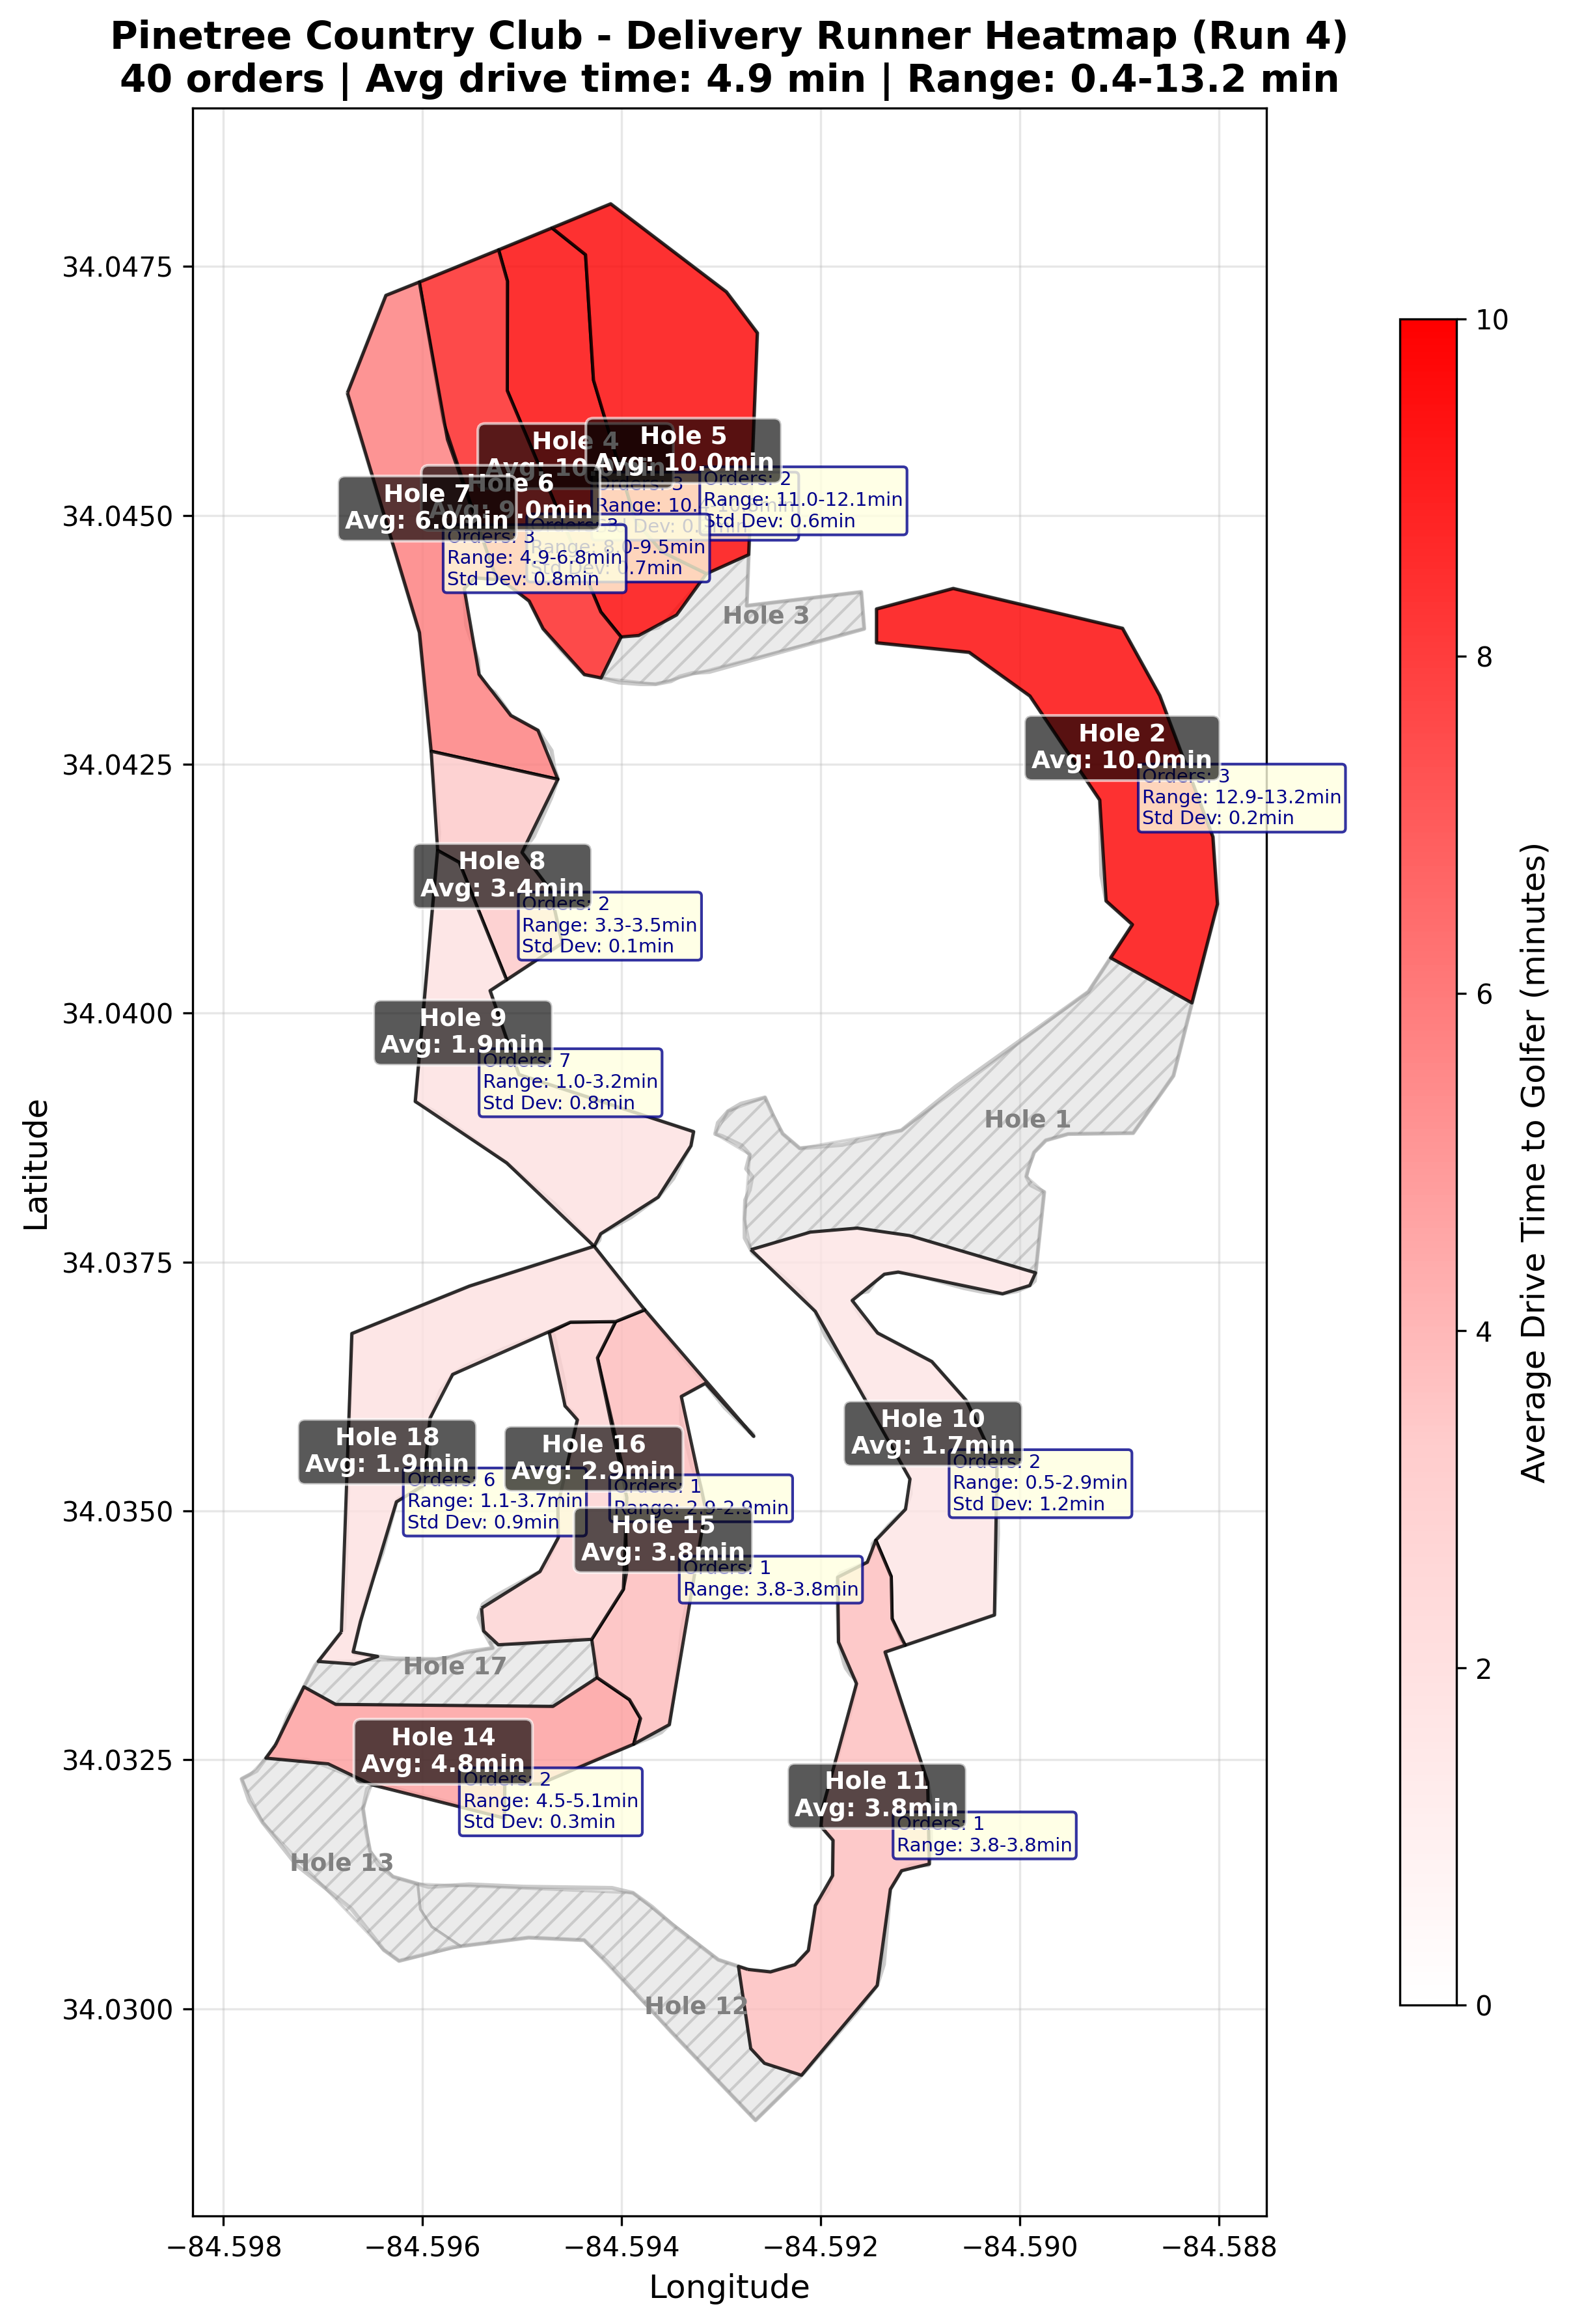 Pinetree Country Club - Delivery Runner Heatmap (Run 4)
40 orders | Avg drive time: 4.9 min | Range: 0.4-13.2 min
Latitude
34.0475
34.0450
34.0425
34.0400
34.0375
34.0350
34.0325
34.0300
−84.598
−84.596
−84.594
−84.592
−84.590
−84.588
Longitude
Hole 4
Avg: 10.
Orders: 3
Range: 10.
Std Dev: 0.
Hole 5
Avg: 10.0min
Orders: 2
Range: 11.0-12.1min
Std Dev: 0.6min
Hole 6
Avg: 9.0min
Orders: 3
Range: 8.0-9.5min
Hole 7
Avg: 6.0min
Orders: 3
Range: 4.9-6.8min
Std Dev: 0.8min
Hole 3
Hole 2
Avg: 10.0min
Orders: 3
Range: 12.9-13.2min
Std Dev: 0.2min
Hole 8
Avg: 3.4min
Orders: 2
Range: 3.3-3.5min
Std Dev: 0.1min
Hole 9
Avg: 1.9min
Orders: 7
Range: 1.0-3.2min
Std Dev: 0.8min
Hole 1
Hole 10
Avg: 1.7min
Orders: 2
Range: 0.5-2.9min
Std Dev: 1.2min
Hole 18
Avg: 1.9min
Orders: 6
Range: 1.1-3.7min
Std Dev: 0.9min
Hole 16
Avg: 2.9min
Orders: 1
Range: 2.9-2.9min
Hole 15
Avg: 3.8min
Orders: 1
Range: 3.8-3.8min
Hole 17
Hole 14
Avg: 4.8min
Orders: 2
Range: 4.5-5.1min
Std Dev: 0.3min
Hole 11
Avg: 3.8min
Orders: 1
Range: 3.8-3.8min
Hole 13
Hole 12
10
8
6
4
2
0
Average Drive Time to Golfer (minutes)